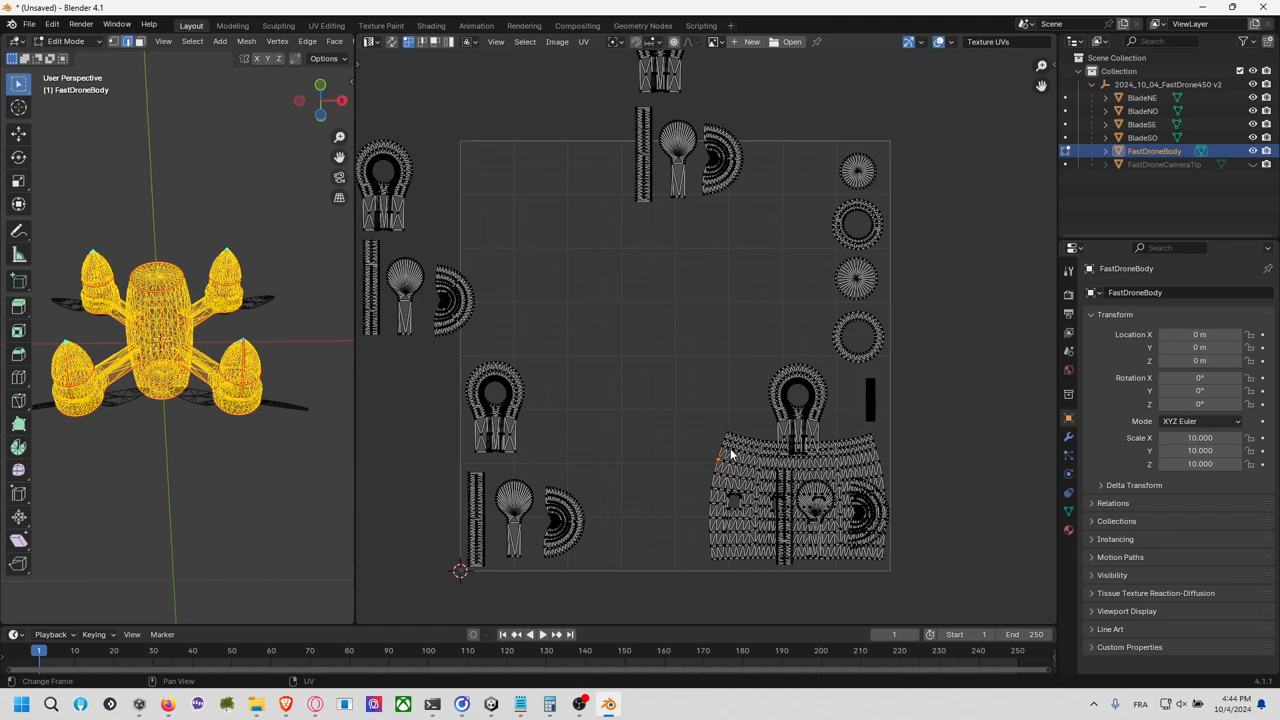 * (Unsaved) - Blender 4.1
File Edit Render Window Help Layout Modeling Sculpting UV Editing Texture Paint Shading Animation Rendering Compositing Geometry Nodes Scripting + Scene ViewLayer
Edit Mode View Select Add Mesh Vertex Edge Face View Select Image UV New Open Texture UVs Search
X Y Z Options
User Perspective
(1) FastDroneBody
X
Scene Collection
Collection
2024_10_04_FastDrone450 v2
BladeNE
BladeNO
BladeSE
BladeSO
FastDroneBody
FastDroneCameraTip
Search
FastDroneBody
FastDroneBody
Transform
Location X 0 m
Y 0 m
Z 0 m
Rotation X 0°
Y 0°
Z 0°
Mode XYZ Euler
Scale X 10.000
Y 10.000
Z 10.000
Delta Transform
Relations
Collections
Instancing
Motion Paths
Visibility
Tissue Texture Reaction-Diffusion
Viewport Display
Line Art
Custom Properties
Playback Keying View Marker 1 Start 1 End 250
1 10 20 30 40 50 60 70 80 90 100 110 120 130 140 150 160 170 180 190 200 210 220 230 240 250
Change Frame Pan View UV 4.1.1
FRA 4:44 PM
10/4/2024